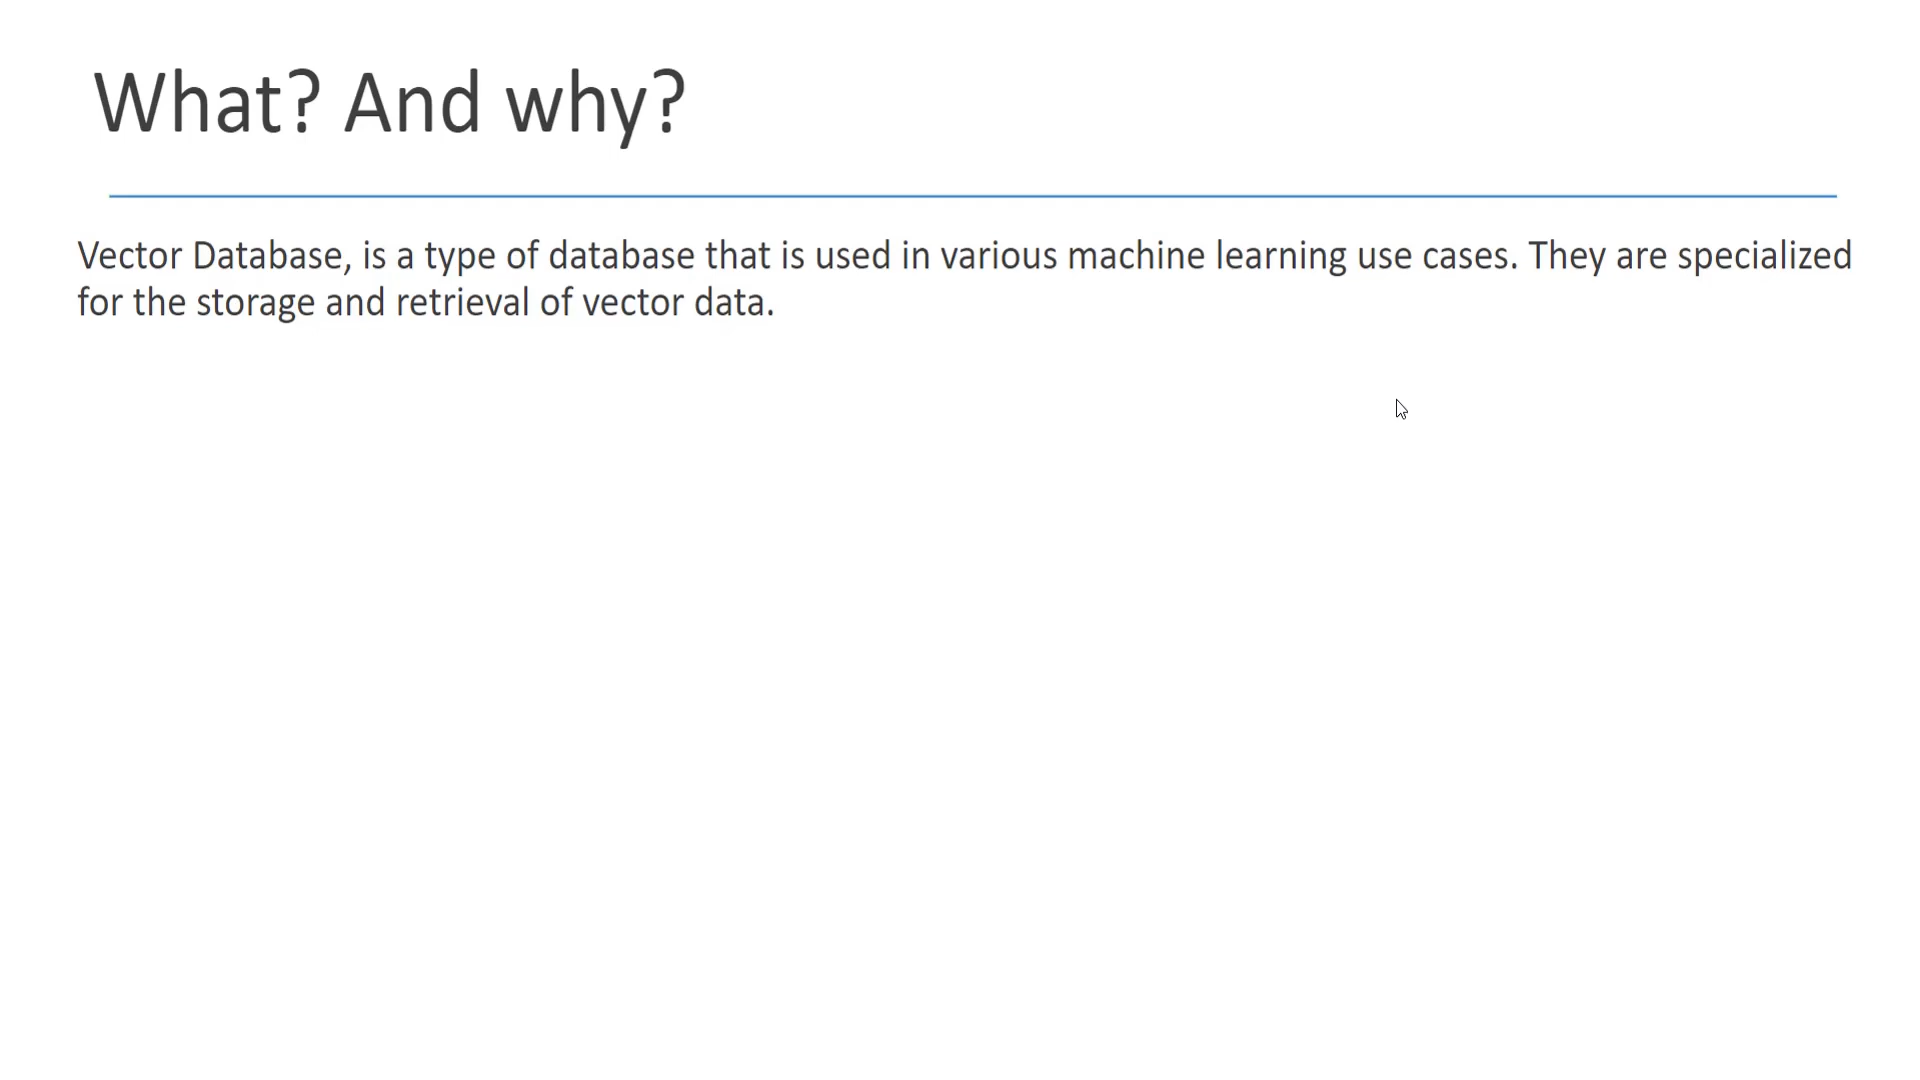 What? And why?
Vector Database, is a type of database that is used in various machine learning use cases. They are specialized
for the storage and retrieval of vector data.